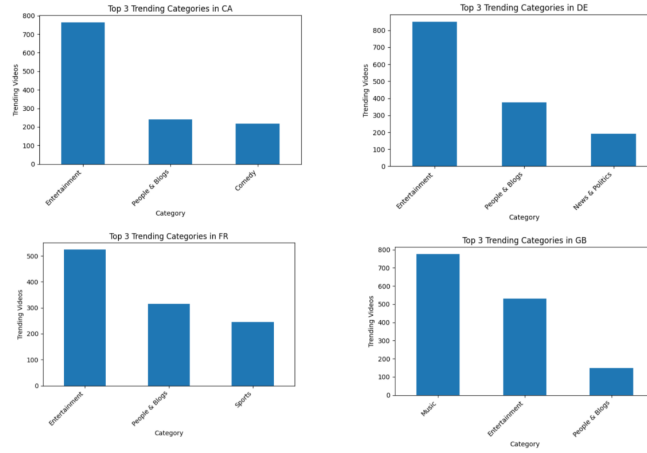 Top 3 Trending Categories in CA
800
700
600
500
400
300
200
100
0
Trending Videos
Entertainment
People & Blogs
Comedy
Category
Top 3 Trending Categories in DE
800
700
600
500
400
300
200
100
0
Trending Videos
Entertainment
People & Blogs
News & Politics
Category
Top 3 Trending Categories in FR
500
400
300
200
100
0
Trending Videos
Entertainment
People & Blogs
Sports
Category
Top 3 Trending Categories in GB
800
700
600
500
400
300
200
100
0
Trending Videos
Music
Entertainment
People & Blogs
Category